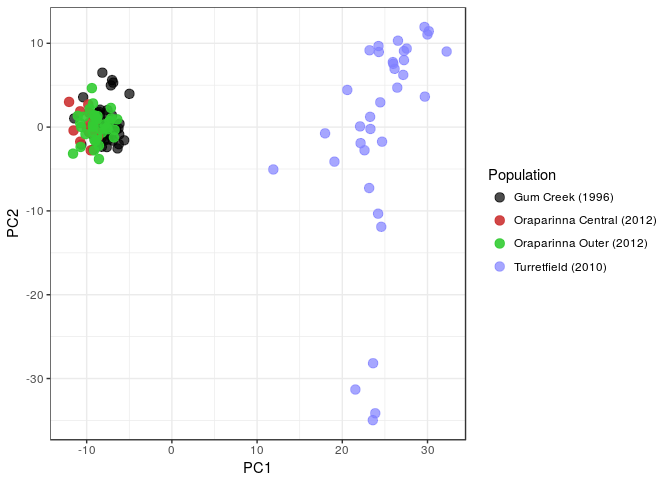 10
0
-10
-20
-30
PC2
-10
0
10
20
30
PC1
Population
Gum Creek (1996)
Oraparinna Central (2012)
Oraparinna Outer (2012)
Turretfield (2010)